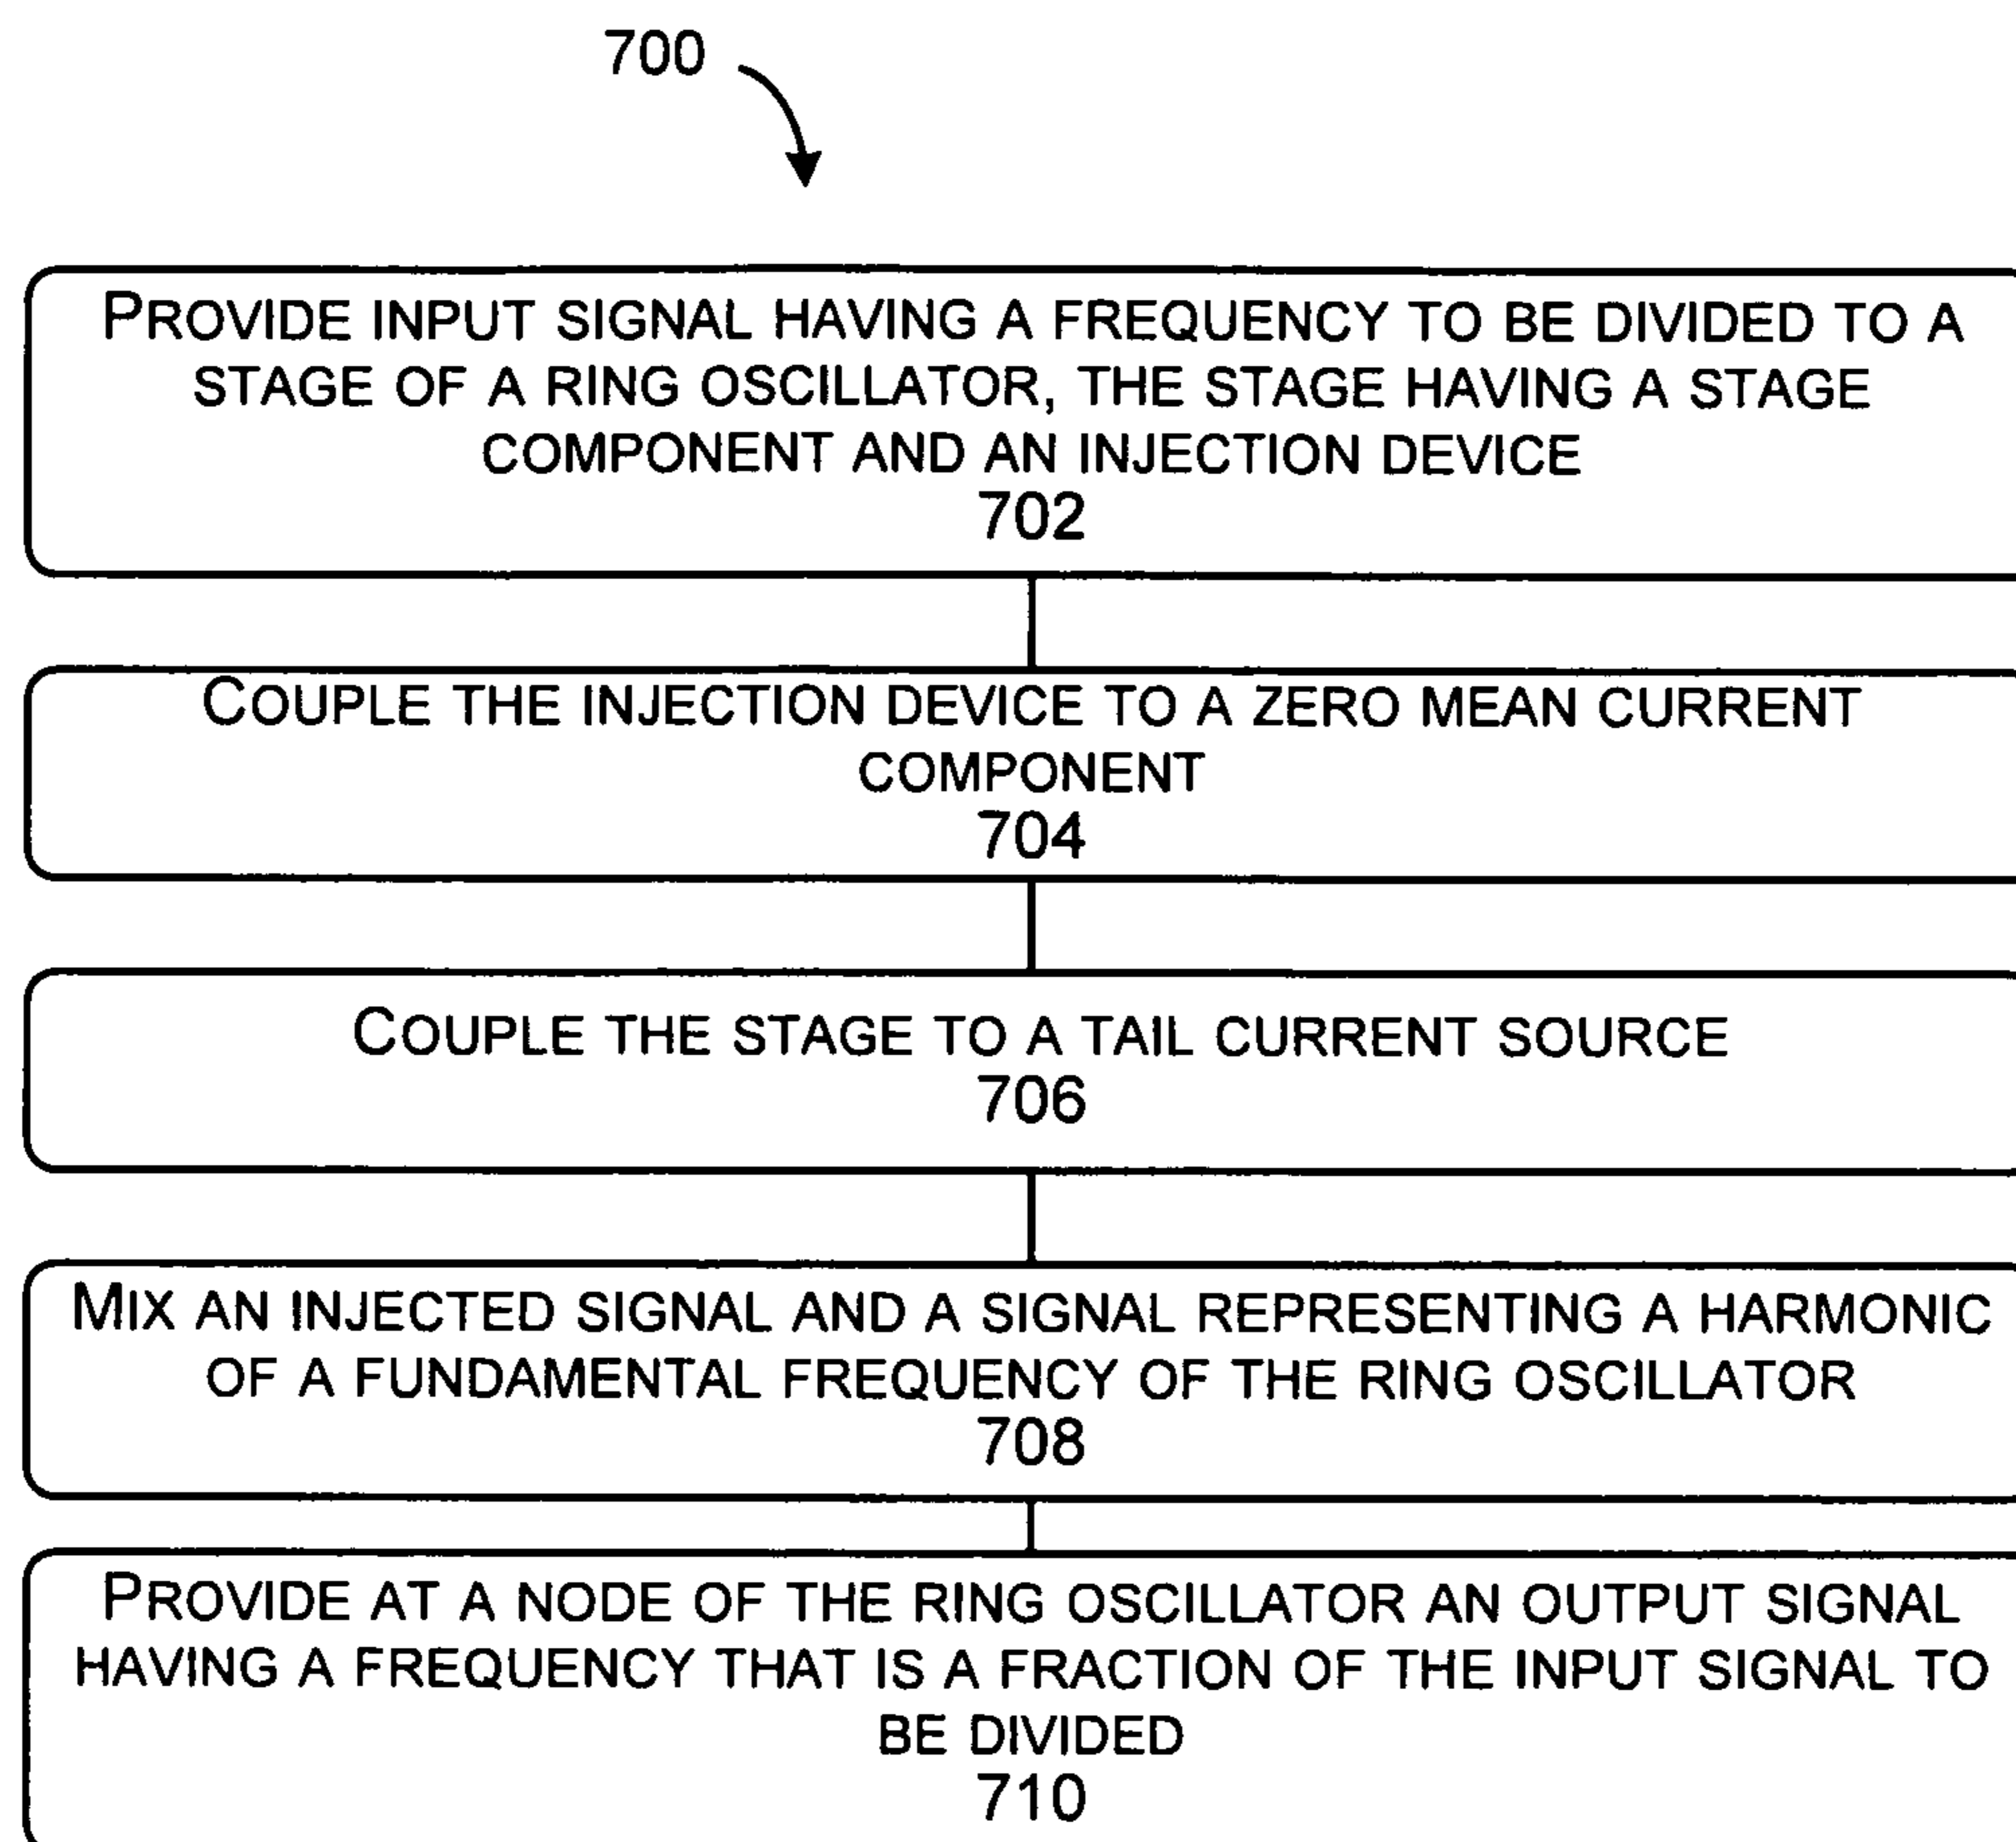 700
PROVIDE INPUT SIGNAL HAVING A FREQUENCY TO BE DIVIDED TO A
STAGE OF A RING OSCILLATOR, THE STAGE HAVING A STAGE
COMPONENT AND AN INJECTION DEVICE
702
COUPLE THE INJECTION DEVICE TO A ZERO MEAN CURRENT
COMPONENT
704
COUPLE THE STAGE TO A TAIL CURRENT SOURCE
706
MIX AN INJECTED SIGNAL AND A SIGNAL REPRESENTING A HARMONIC
OF A FUNDAMENTAL FREQUENCY OF THE RING OSCILLATOR
708
PROVIDE AT A NODE OF THE RING OSCILLATOR AN OUTPUT SIGNAL
HAVING A FREQUENCY THAT IS A FRACTION OF THE INPUT SIGNAL TO
BE DIVIDED
710